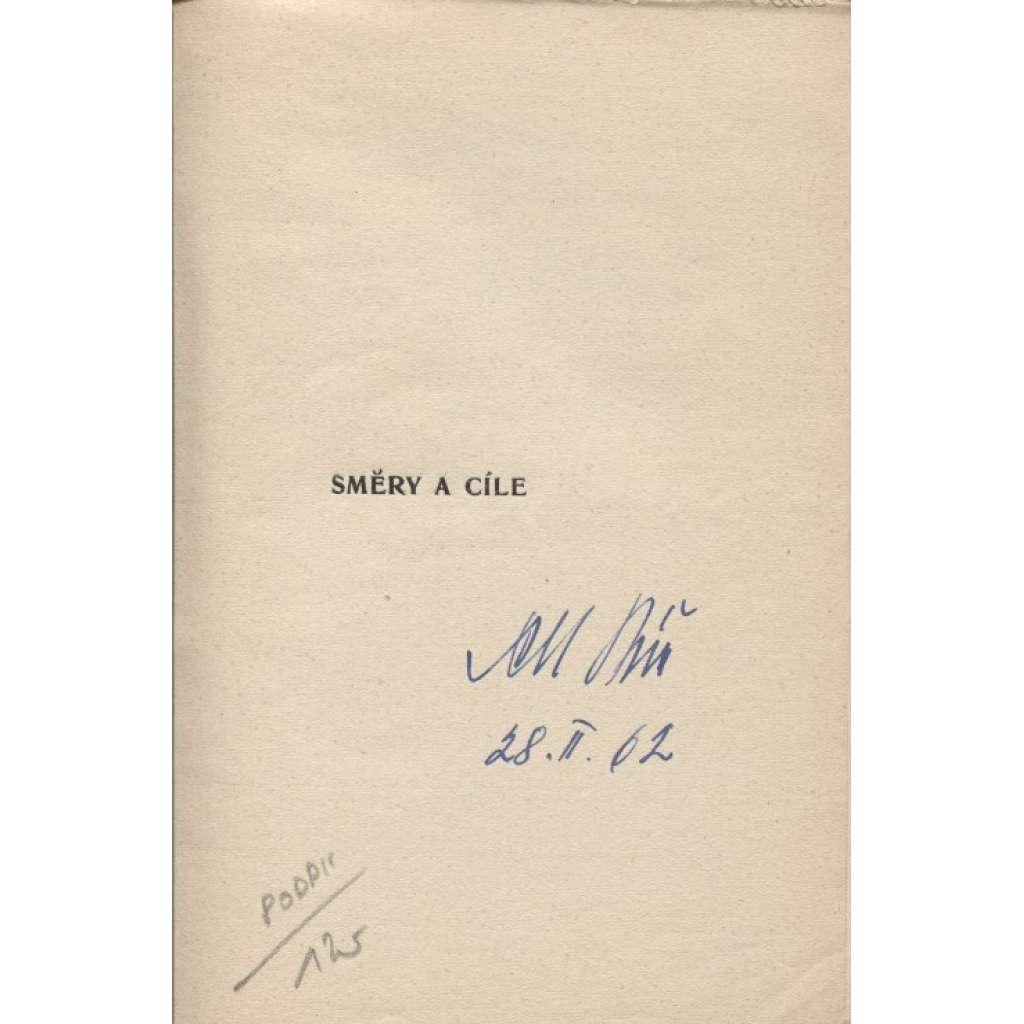 SMĚRY A CÍLE
28. II. 62
PODPIS
125